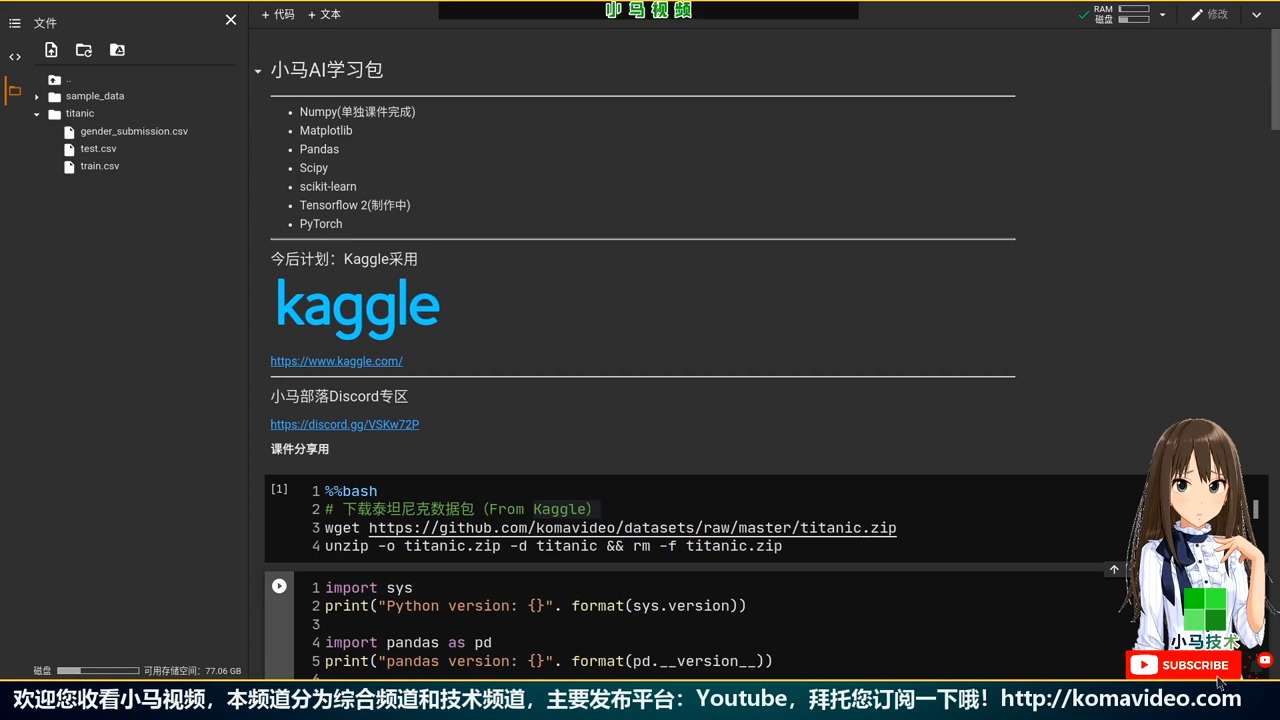 小马视频
文件
+ 代码 + 文本
RAM
磁盘
修改
..
sample_data
titanic
gender_submission.csv
test.csv
train.csv
小马AI学习包
Numpy(单独课件完成)
Matplotlib
Pandas
Scipy
scikit-learn
Tensorflow 2(制作中)
PyTorch
今后计划：Kaggle采用
kaggle
https://www.kaggle.com/
小马部落Discord专区
https://discord.gg/VSKw72P
课件分享用
[1]
1 %%bash
2 # 下载泰坦尼克数据包（From Kaggle）
3 wget https://github.com/komavideo/datasets/raw/master/titanic.zip
4 unzip -o titanic.zip -d titanic && rm -f titanic.zip
1 import sys
2 print("Python version: {}". format(sys.version))
3
4 import pandas as pd
5 print("pandas version: {}". format(pd.__version__))
磁盘 可用存储空间：77.06 GB
小马技术
SUBSCRIBE
欢迎您收看小马视频，本频道分为综合频道和技术频道，主要发布平台：Youtube，拜托您订阅一下哦！http://komavideo.com